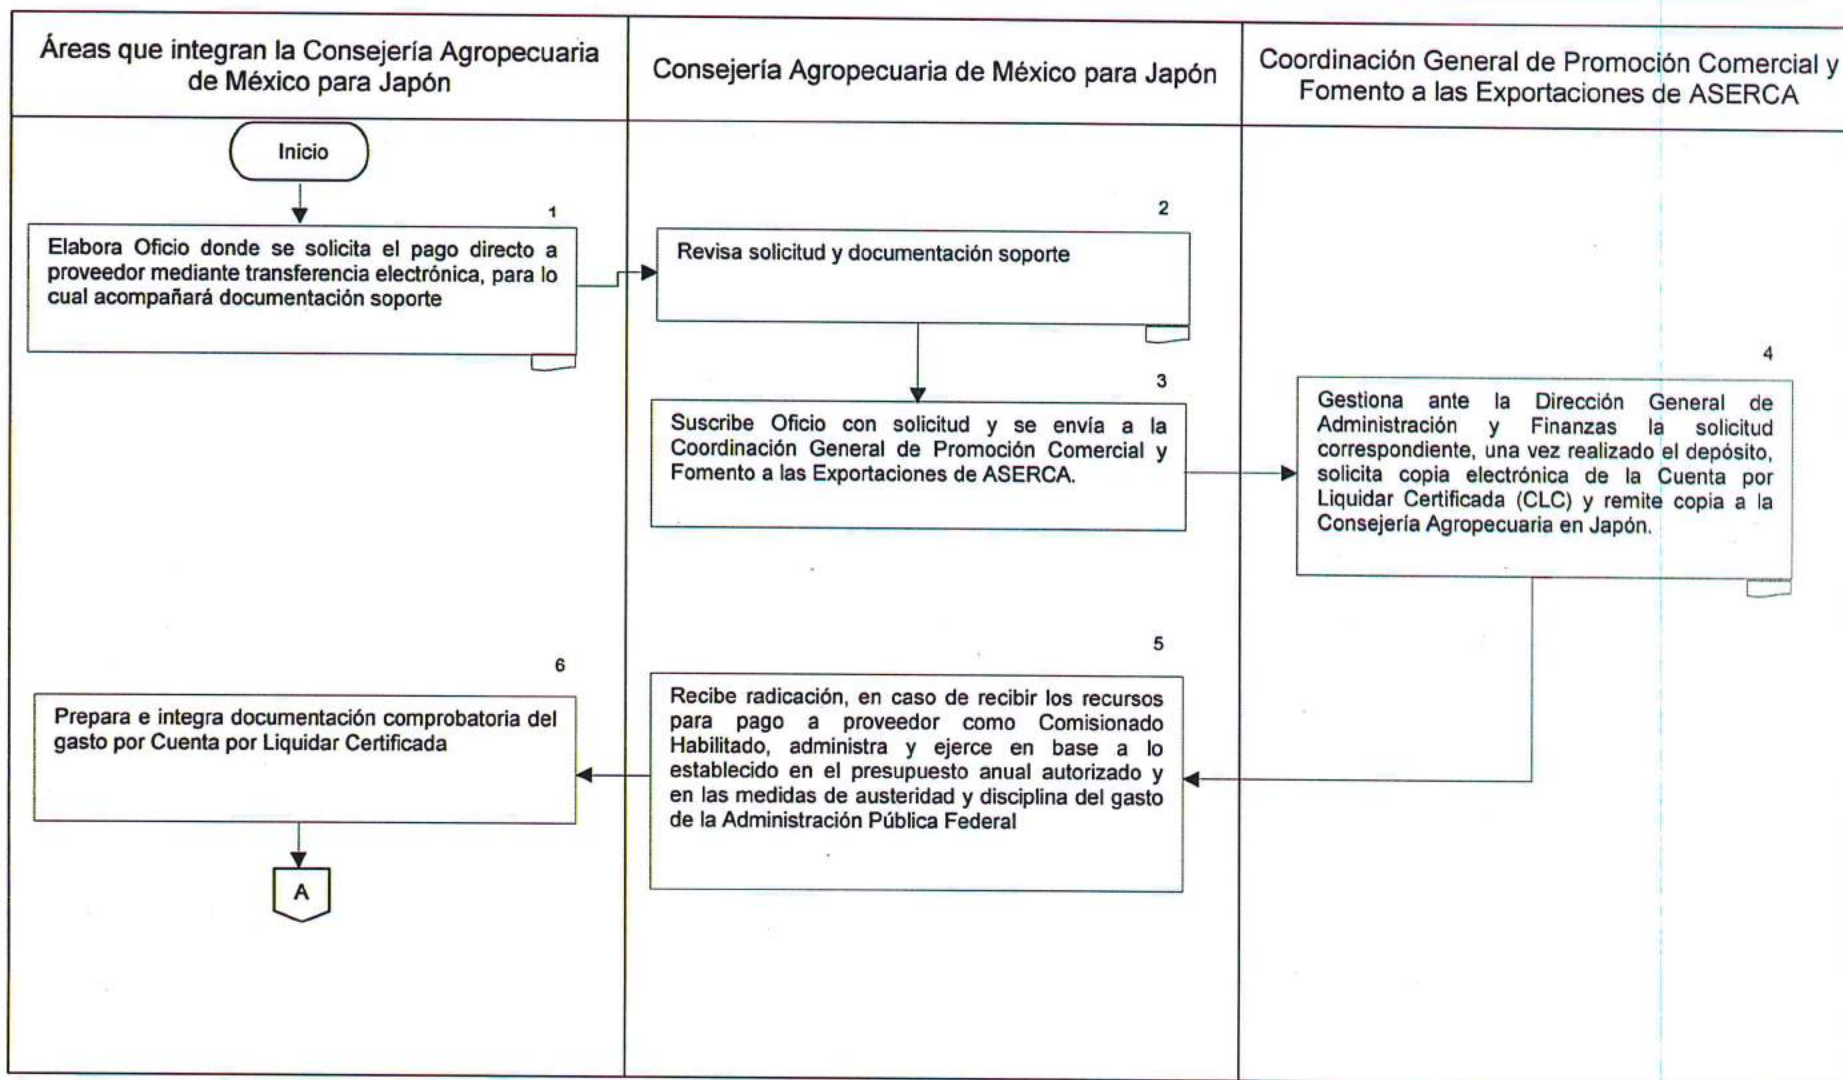 Áreas que integran la Consejería Agropecuaria
de México para Japón
Consejería Agropecuaria de México para Japón
Coordinación General de Promoción Comercial y
Fomento a las Exportaciones de ASERCA
Inicio
1
Elabora Oficio donde se solicita el pago directo a
proveedor mediante transferencia electrónica, para lo
cual acompañará documentación soporte
2
Revisa solicitud y documentación soporte
3
Suscribe Oficio con solicitud y se envía a la
Coordinación General de Promoción Comercial y
Fomento a las Exportaciones de ASERCA.
4
Gestiona ante la Dirección General de
Administración y Finanzas la solicitud
correspondiente, una vez realizado el depósito,
solicita copia electrónica de la Cuenta por
Liquidar Certificada (CLC) y remite copia a la
Consejería Agropecuaria en Japón.
5
Recibe radicación, en caso de recibir los recursos
para pago a proveedor como Comisionado
Habilitado, administra y ejerce en base a lo
establecido en el presupuesto anual autorizado y
en las medidas de austeridad y disciplina del gasto
de la Administración Pública Federal
6
Prepara e integra documentación comprobatoria del
gasto por Cuenta por Liquidar Certificada
A